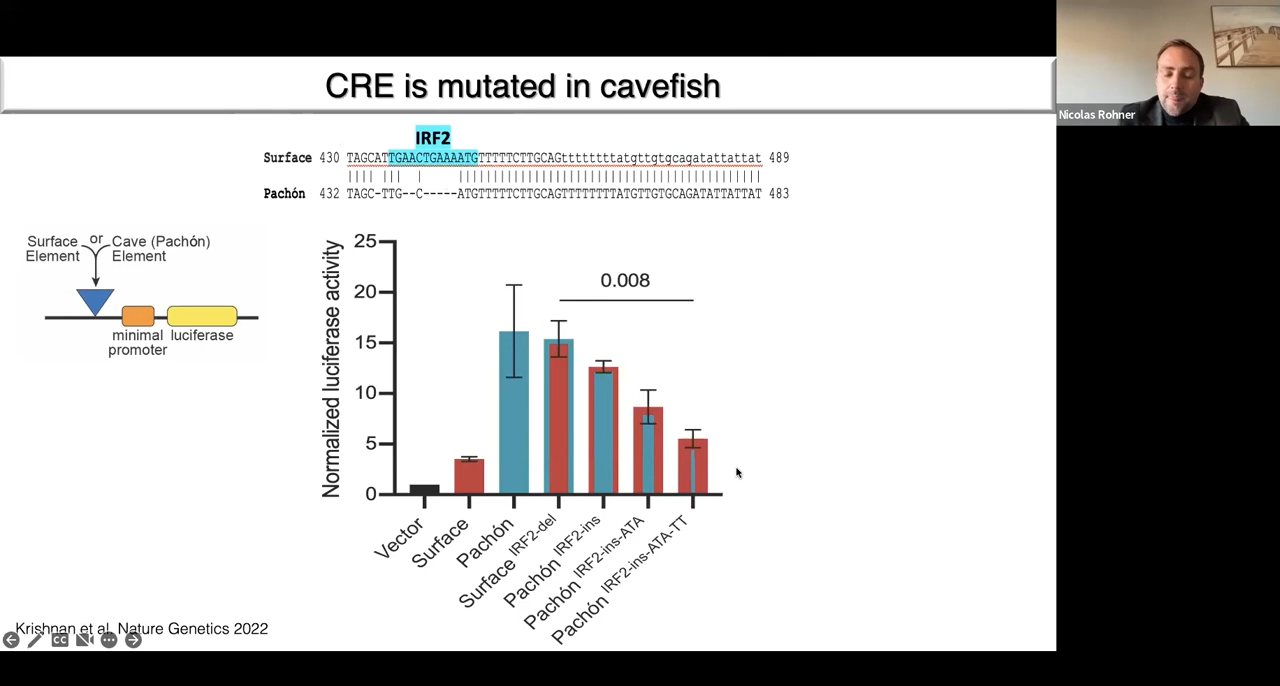 CRE is mutated in cavefish
Nicolas Rohner
IRF2
Surface 430 TAGCATTGAACTGAAAATGTTTTTCTTGCAGttttttttatgttgtgcagatattattat 489
Pachón 432 TAGC-TTG--C-----ATGTTTTTCTTGCAGTTTTTTTTATGTTGTGCAGATATTATTAT 483
Surface or Cave (Pachón)
Element Element
minimal luciferase
promoter
Normalized luciferase activity
25
20
15
10
5
0
0.008
Vector
Surface
Pachón
Surface IRF2-del
Pachón IRF2-ins
Pachón IRF2-ins-ATA
Pachón IRF2-ins-ATA-TT
Krishnan et al. Nature Genetics 2022
CC